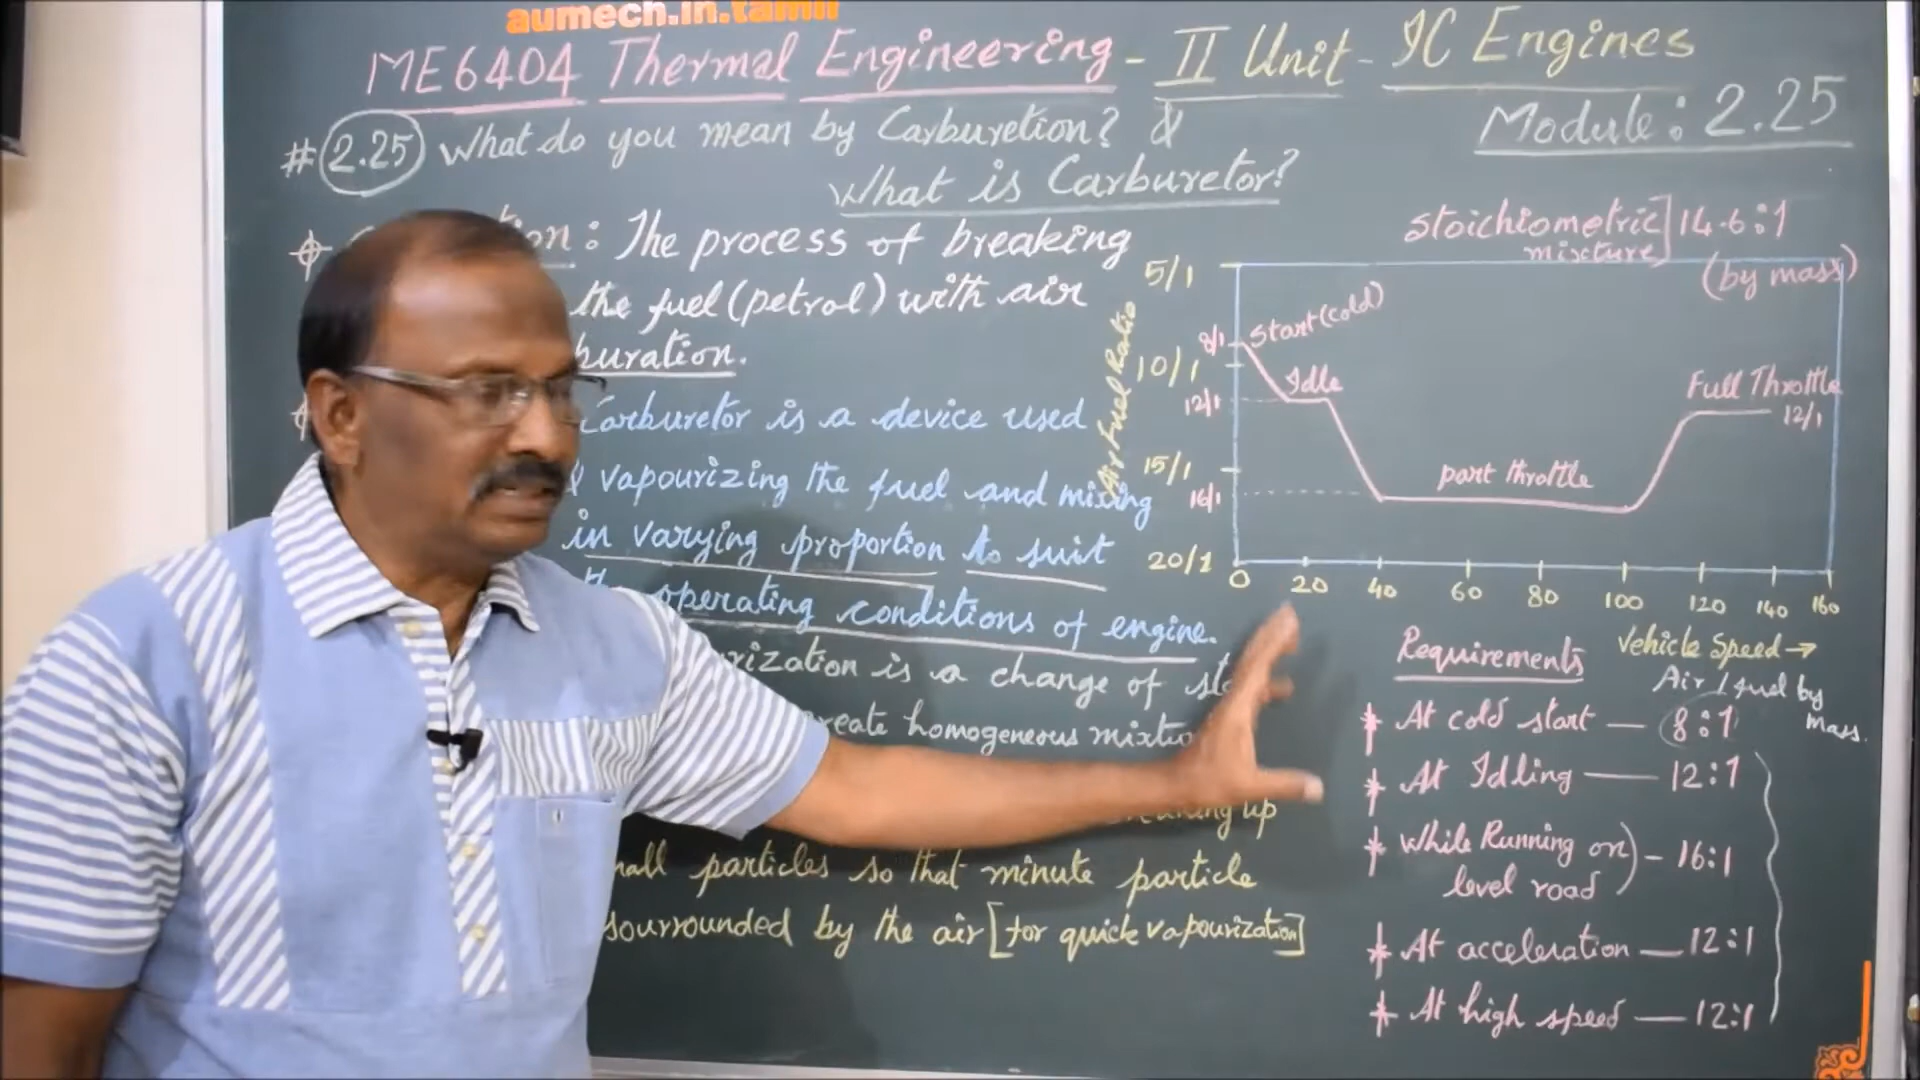 aumech.in.tamil
ME6404 Thermal Engineering - II Unit - IC Engines
Module: 2.25
# 2.25 What do you mean by Carburetion? &
What is Carburetor?
: The process of breaking
the fuel (petrol) with air
Carburetor is a device used
& vapourizing the fuel and mixing
in varying proportion to suit
the operating conditions of engine.
is a change of
create homogeneous
up
particles so that minute particle
sourrounded by the air [for quick vapourization]
Stoichiometric mixture] 14.6:1
(by mass)
Air Fuel Ratio
5/1
8/1
10/1
12/1
15/1
16/1
20/1
Start (cold)
Idle
part throttle
Full Throttle
12/1
0 20 40 60 80 100 120 140 160
Vehicle Speed →
Requirements
Air / fuel by mass.
* At cold start — 8:1
* At Idling — 12:1
* While Running on level road) - 16:1
* At acceleration — 12:1
* At high speed — 12:1